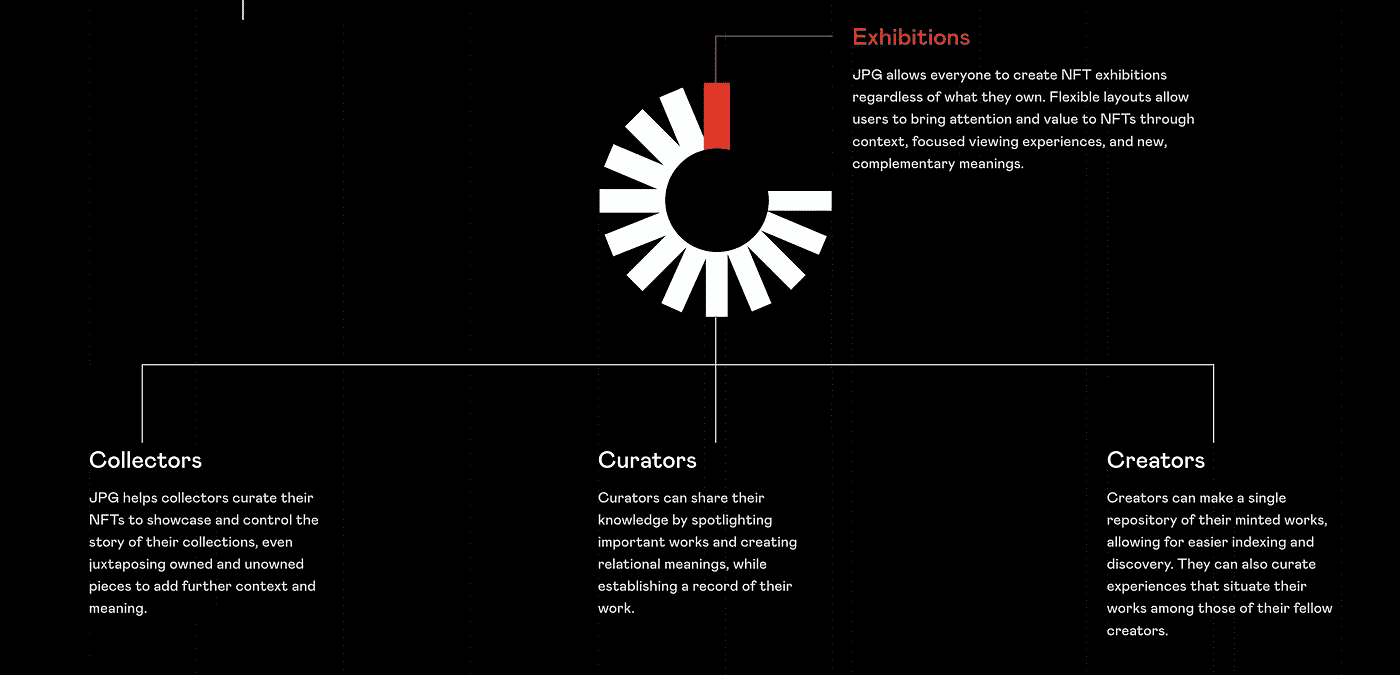 Exhibitions
JPG allows everyone to create NFT exhibitions
regardless of what they own. Flexible layouts allow
users to bring attention and value to NFTs through
context, focused viewing experiences, and new,
complementary meanings.
Collectors
JPG helps collectors curate their
NFTs to showcase and control the
story of their collections, even
juxtaposing owned and unowned
pieces to add further context and
meaning.
Curators
Curators can share their
knowledge by spotlighting
important works and creating
relational meanings, while
establishing a record of their
work.
Creators
Creators can make a single
repository of their minted works,
allowing for easier indexing and
discovery. They can also curate
experiences that situate their
works among those of their fellow
creators.